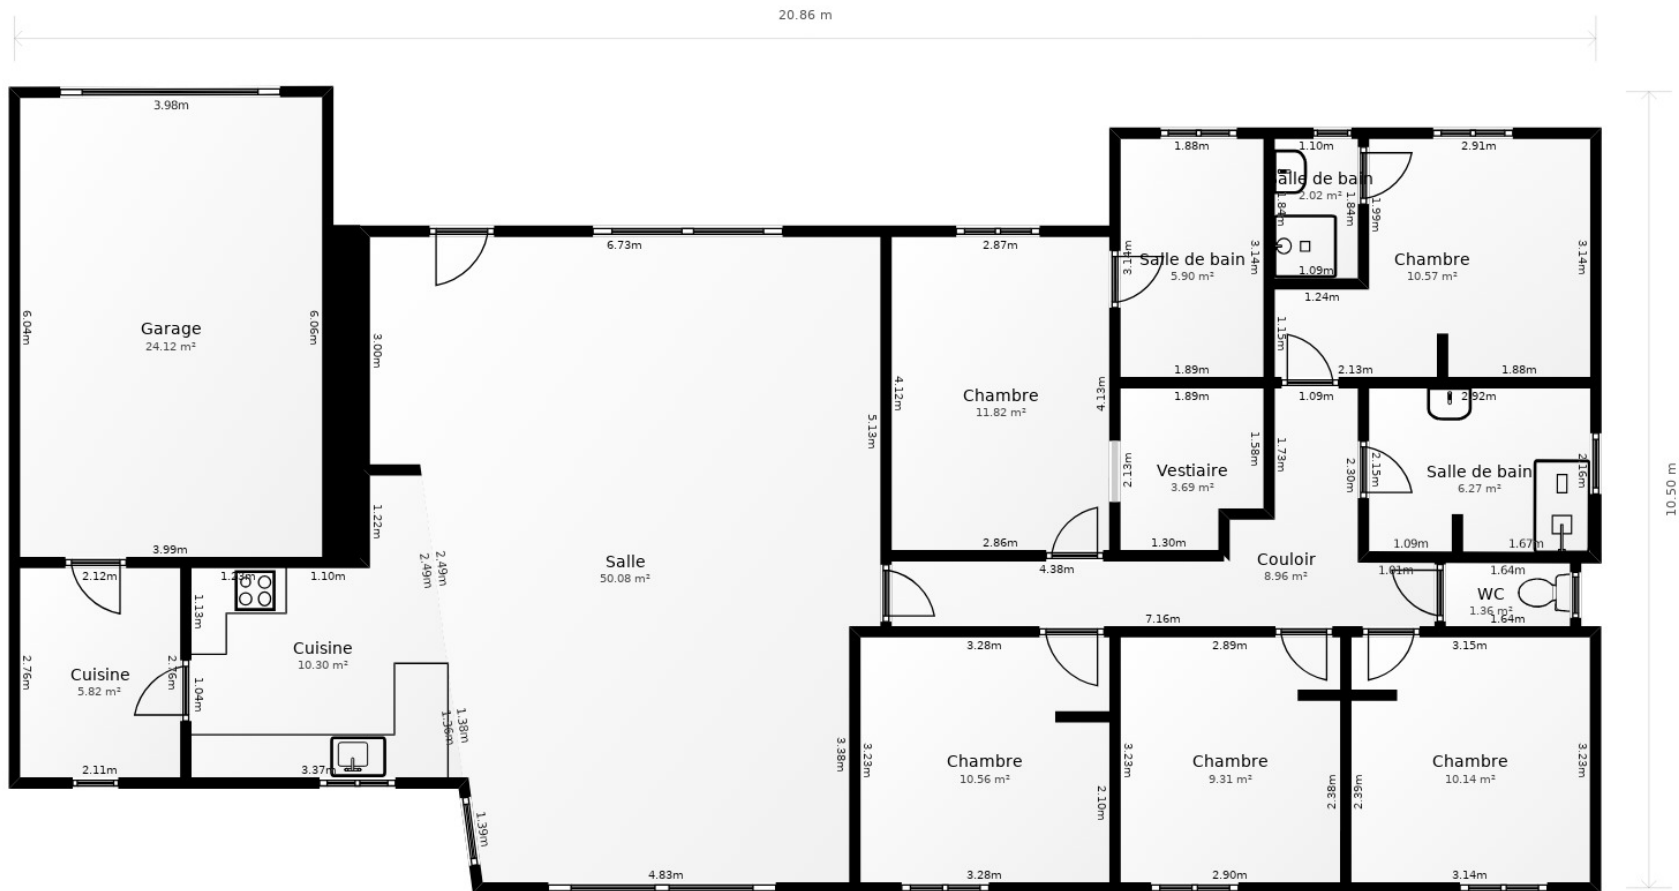 20.86 m
3.98m
1.88m
1.10m
2.91m
Salle de bain
2.02 m²
1.84m
1.84m
1.99m
6.73m
2.87m
3.14m
Salle de bain
5.90 m²
3.14m
Chambre
10.57 m²
3.14m
1.09m
1.24m
6.04m
Garage
24.12 m²
6.06m
3.00m
1.15m
1.89m
2.13m
1.88m
5.13m
4.12m
Chambre
11.82 m²
4.13m
1.89m
1.09m
2.92m
2.13m
Vestiaire
3.69 m²
1.58m
1.73m
2.30m
2.15m
Salle de bain
6.27 m²
2.16m
10.50 m
1.22m
3.99m
2.86m
1.30m
1.09m
1.67m
2.49m
2.49m
Salle
50.08 m²
Couloir
8.96 m²
2.12m
1.23m
1.10m
4.38m
1.01m
1.64m
WC
1.36 m²
1.64m
1.13m
7.16m
Cuisine
10.30 m²
3.28m
2.89m
3.15m
2.76m
Cuisine
5.82 m²
2.76m
1.04m
1.36m
1.38m
3.38m
3.23m
Chambre
10.56 m²
2.10m
3.23m
Chambre
9.31 m²
2.38m
2.39m
Chambre
10.14 m²
3.23m
2.11m
3.37m
1.39m
4.83m
3.28m
2.90m
3.14m